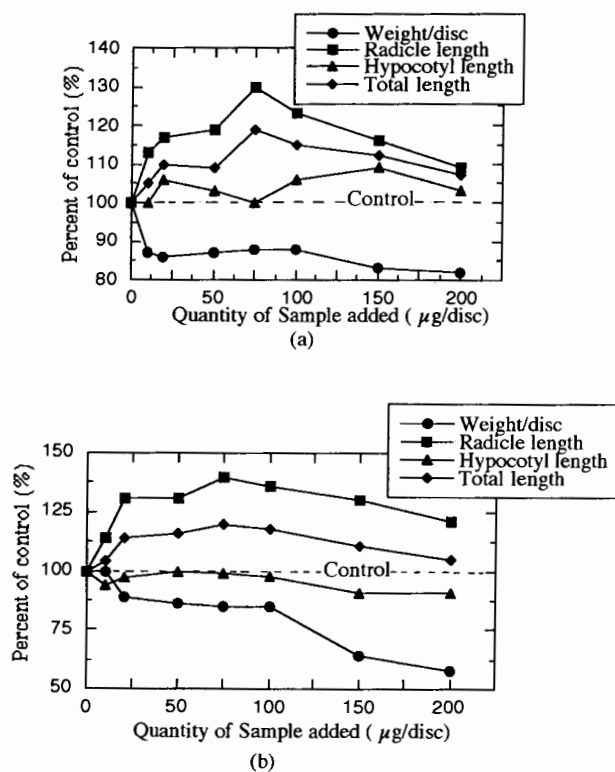 Weight/disc
Radicle length
Hypocotyl length
Total length
140
130
120
110
100
90
80
Percent of control (%)
Control
0
50
100
150
200
Quantity of Sample added ( µg/disc)
(a)
Weight/disc
Radicle length
Hypocotyl length
Total length
150
125
100
75
50
Percent of control (%)
Control
0
50
100
150
200
Quantity of Sample added ( µg/disc)
(b)